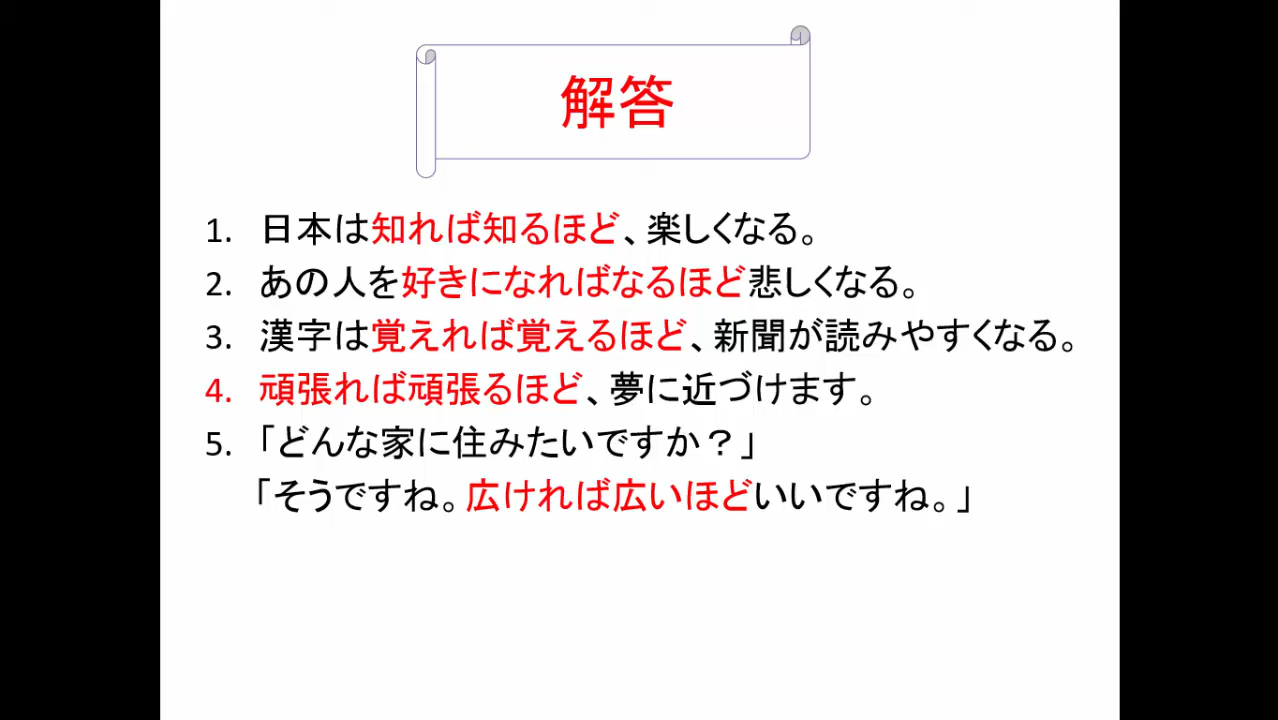 解答
1. 日本は知れば知るほど、楽しくなる。
2. あの人を好きになればなるほど悲しくなる。
3. 漢字は覚えれば覚えるほど、新聞が読みやすくなる。
4. 頑張れば頑張るほど、夢に近づけます。
5. 「どんな家に住みたいですか？」
「そうですね。広ければ広いほどいいですね。」